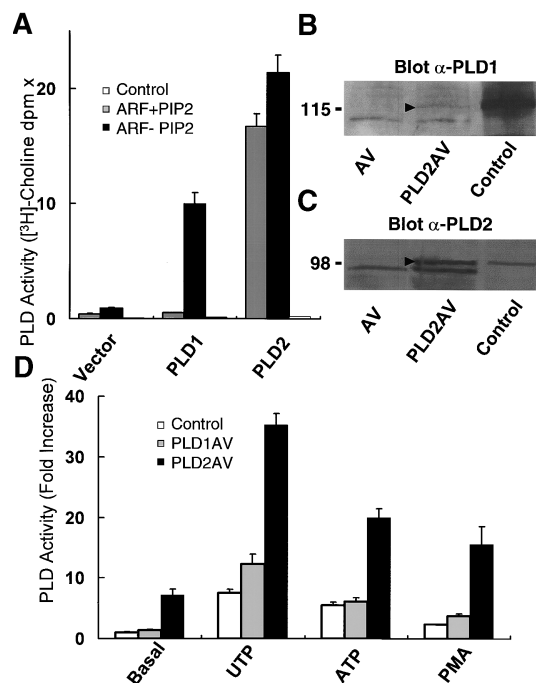 A
PLD Activity ([³H]-Choline dpm x
20
10
0
Control
ARF+PIP2
ARF- PIP2
Vector
PLD1
PLD2
B
Blot α-PLD1
115
AV
PLD2AV
Control
C
Blot α-PLD2
98
AV
PLD2AV
Control
D
PLD Activity (Fold Increase)
40
30
20
10
0
Control
PLD1AV
PLD2AV
Basal
UTP
ATP
PMA